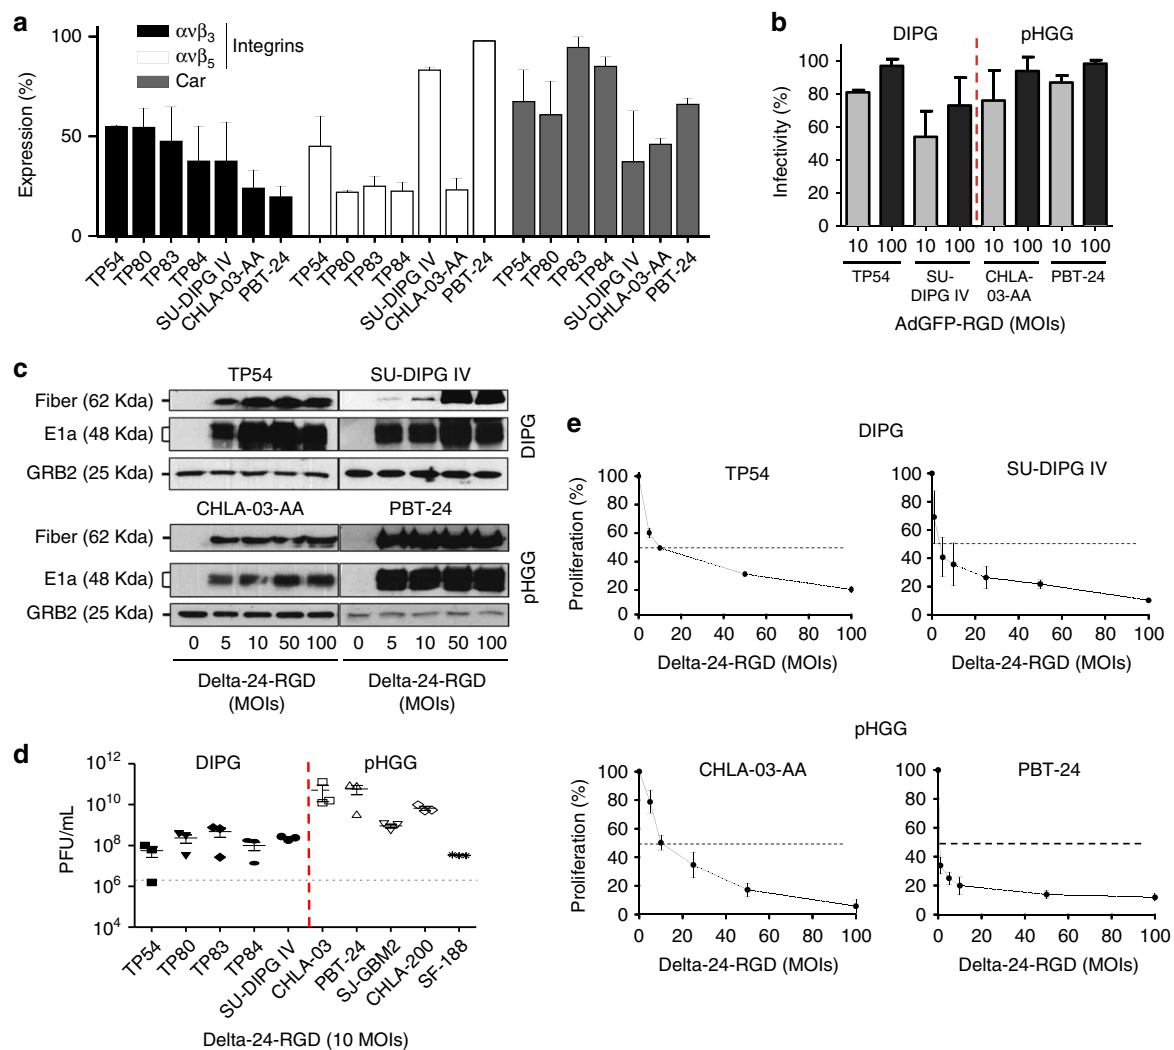 a
ανβ3
ανβ5
Integrins
Car
Expression (%)
100
50
0
TP54
TP80
TP83
TP84
SU-DIPG IV
CHLA-03-AA
PBT-24
TP54
TP80
TP83
TP84
SU-DIPG IV
CHLA-03-AA
PBT-24
TP54
TP80
TP83
TP84
SU-DIPG IV
CHLA-03-AA
PBT-24
b
DIPG pHGG
Infectivity (%)
100
80
60
40
20
0
10 100 10 100 10 100 10 100
TP54
SU-
DIPG IV
CHLA-
03-AA
PBT-24
AdGFP-RGD (MOIs)
c
TP54 SU-DIPG IV
Fiber (62 Kda)
E1a (48 Kda)
GRB2 (25 Kda)
DIPG
CHLA-03-AA PBT-24
Fiber (62 Kda)
E1a (48 Kda)
GRB2 (25 Kda)
pHGG
0 5 10 50 100 0 5 10 50 100
Delta-24-RGD
(MOIs)
Delta-24-RGD
(MOIs)
d
DIPG pHGG
PFU/mL
10^12
10^10
10^8
10^6
10^4
TP54
TP80
TP83
TP84
SU-DIPG IV
CHLA-03
PBT-24
SJ-GBM2
CHLA-200
SF-188
Delta-24-RGD (10 MOIs)
e
DIPG
TP54
Proliferation (%)
100
80
60
40
20
0
0 20 40 60 80 100
Delta-24-RGD (MOIs)
SU-DIPG IV
100
80
60
40
20
0
0 20 40 60 80 100
Delta-24-RGD (MOIs)
pHGG
CHLA-03-AA
Proliferation (%)
100
80
60
40
20
0
0 20 40 60 80 100
Delta-24-RGD (MOIs)
PBT-24
100
80
60
40
20
0
0 20 40 60 80 100
Delta-24-RGD (MOIs)